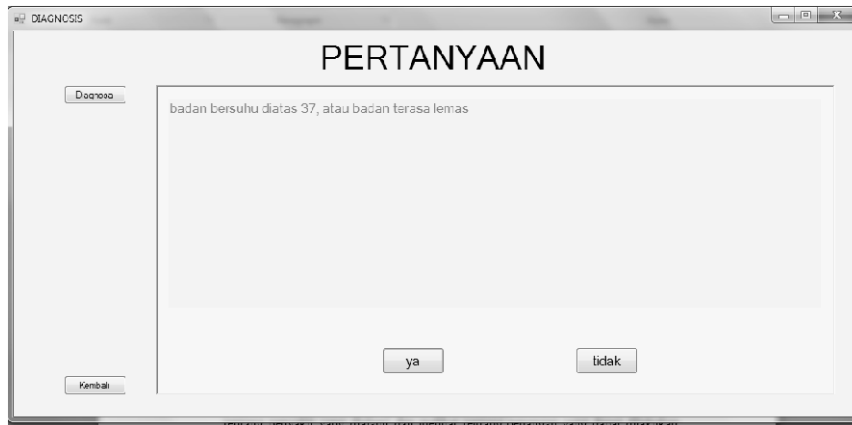 DIAGNOSIS
PERTANYAAN
Diagnosa
badan bersuhu diatas 37, atau badan terasa lemas
ya
tidak
Kembali